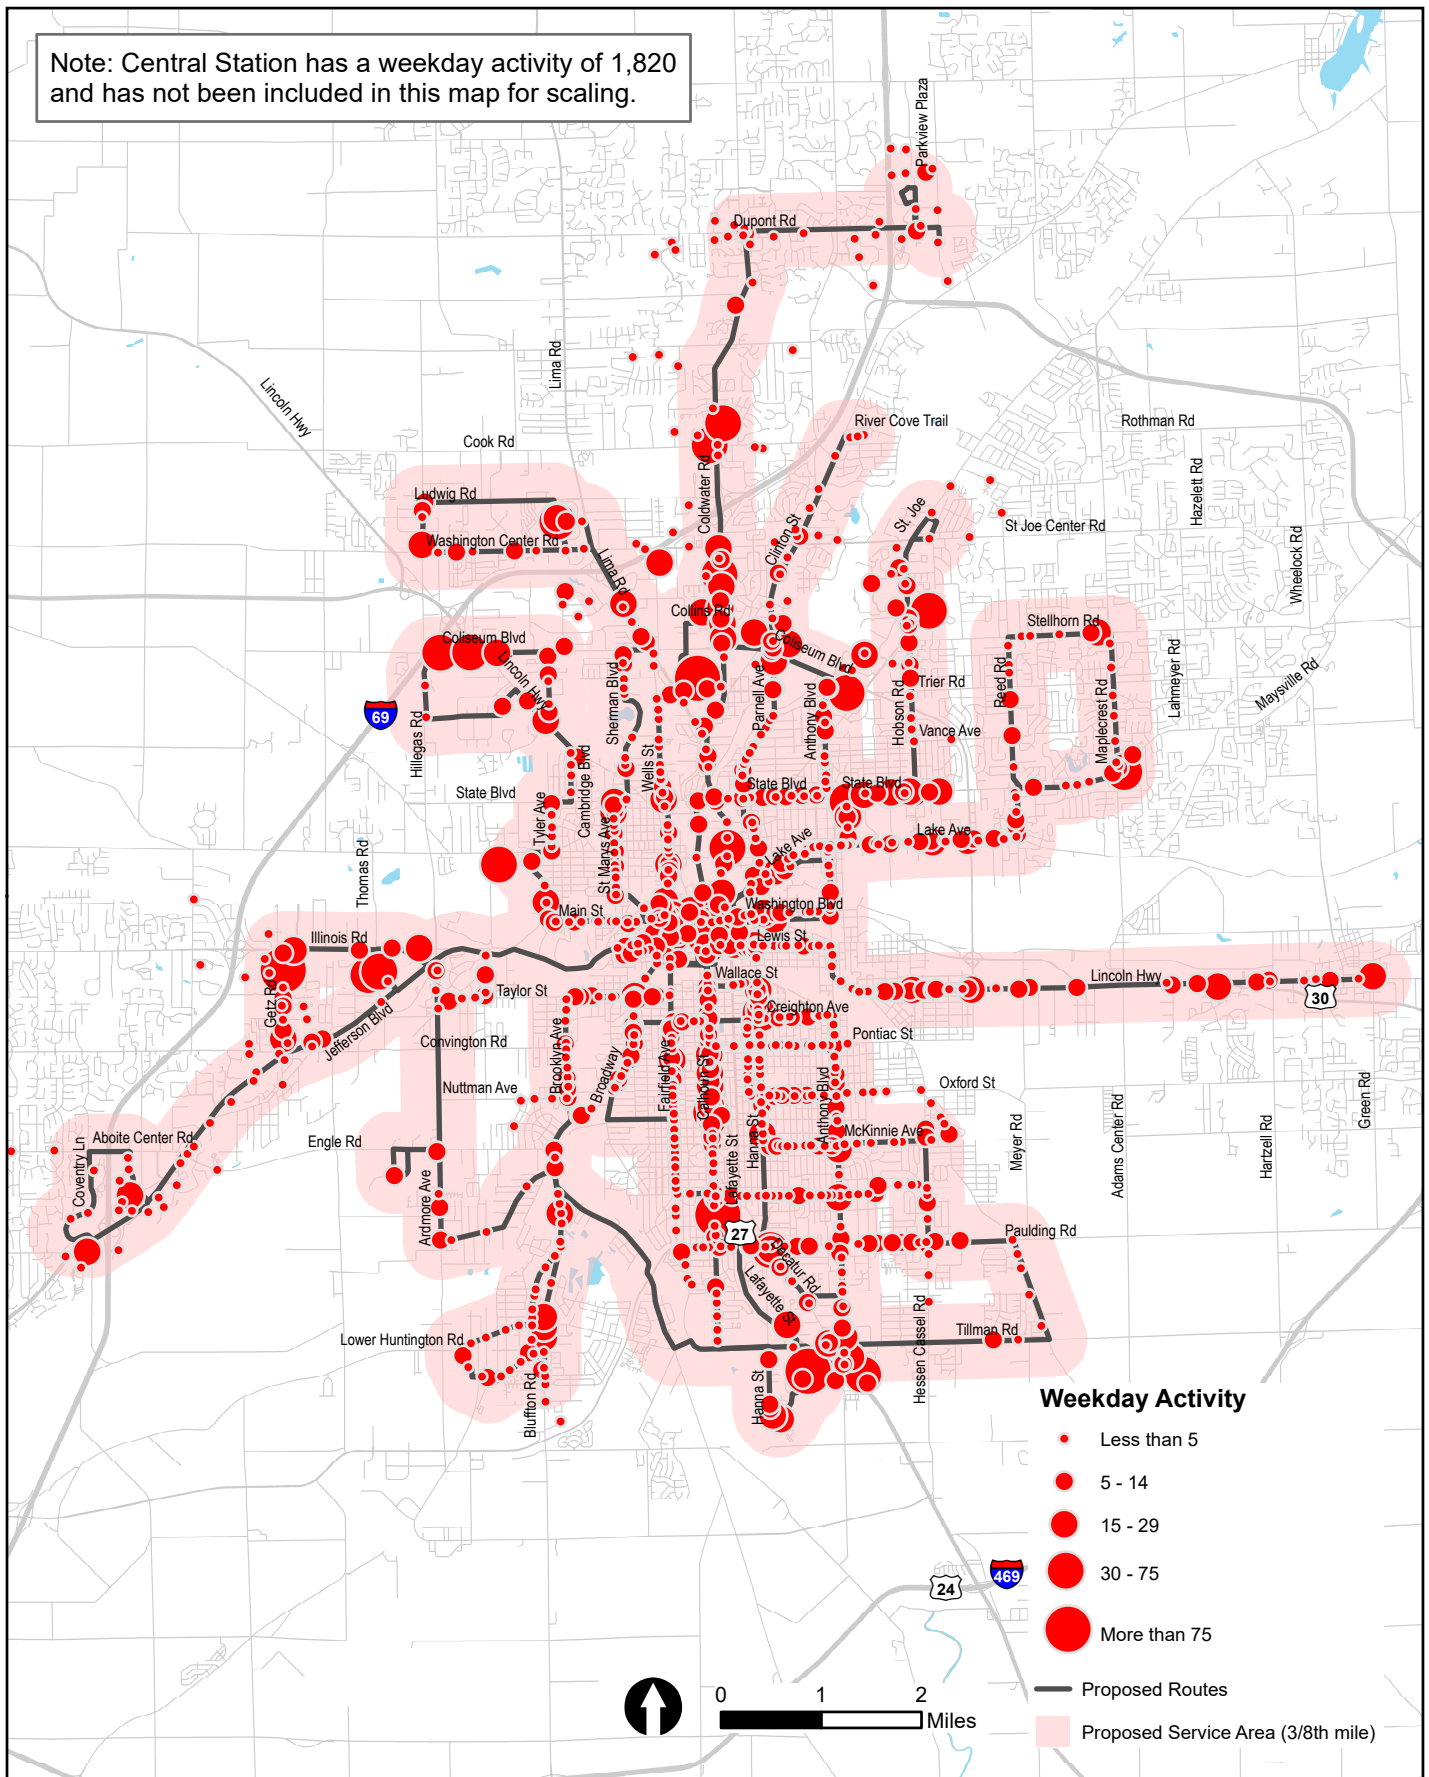 Note: Central Station has a weekday activity of 1,820
and has not been included in this map for scaling.
Parkview Plaza
Dupont Rd
Lima Rd
Lincoln Hwy
River Cove Trail
Rothman Rd
Cook Rd
Coldwater Rd
Hazelett Rd
Ludwig Rd
St. Joe
St Joe Center Rd
Washington Center Rd
Clinton St
Wheelock Rd
Lima Rd
Collins Rd
Stellhorn Rd
Coliseum Blvd
Coliseum Blvd
Lincoln Hwy
Sherman Blvd
Parnell Ave
Anthony Blvd
Trier Rd
Hobson Rd
Reed Rd
Maplecrest Rd
Lahmeyer Rd
Maysville Rd
69
Hillegas Rd
Vance Ave
Cambridge Blvd
Wells St
State Blvd
State Blvd
State Blvd
Tyler Ave
St Marys Ave
Lake Ave
Lake Ave
Thomas Rd
Main St
Washington Blvd
Illinois Rd
Lewis St
Wallace St
Lincoln Hwy
30
Getz Rd
Taylor St
Creighton Ave
Jefferson Blvd
Convington Rd
Pontiac St
Brooklyn Ave
Broadway
Fairfield Ave
Calhoun St
Nuttman Ave
Anthony Blvd
Oxford St
Green Rd
Engle Rd
Aboite Center Rd
Coventry Ln
Hanna St
McKinnie Ave
Meyer Rd
Adams Center Rd
Hartzell Rd
Ardmore Ave
Lafayette St
27
Paulding Rd
Decatur Rd
Lafayette St
Lower Huntington Rd
Hessen Cassel Rd
Tillman Rd
Bluffton Rd
Hanna St
Weekday Activity
Less than 5
5 - 14
15 - 29
30 - 75
More than 75
Proposed Routes
Proposed Service Area (3/8th mile)
469
24
0 1 2
Miles